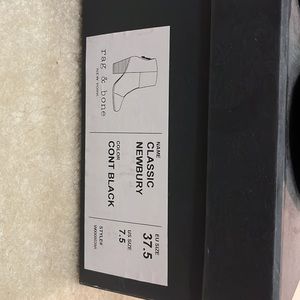 rag & bone
NEW YORK
NAME
CLASSIC
NEWBURY
COLOR
CONT BLACK
EU SIZE
37.5
US SIZE
7.5
STYLE#